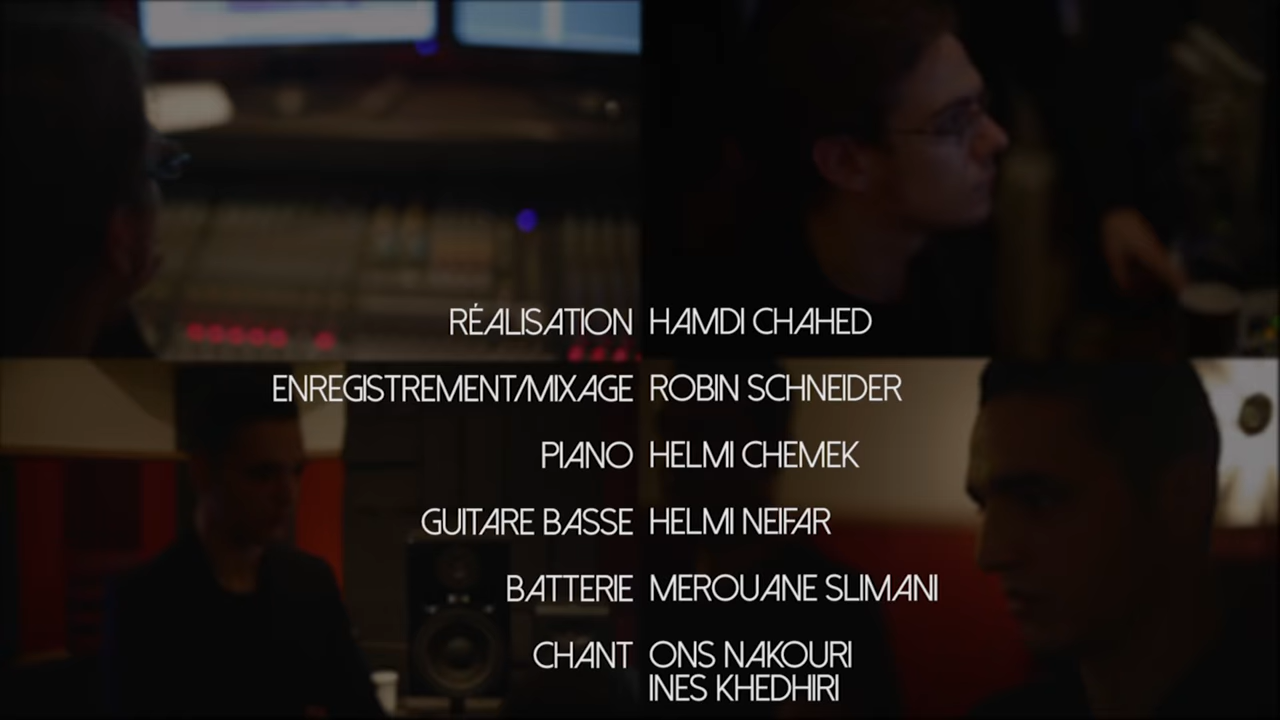 RÉALISATION HAMDI CHAHED
ENREGISTREMENT/MIXAGE ROBIN SCHNEIDER
PIANO HELMI CHEMEK
GUITARE BASSE HELMI NEIFAR
BATTERIE MEROUANE SLIMANI
CHANT ONS NAKOURI
INES KHEDHIRI